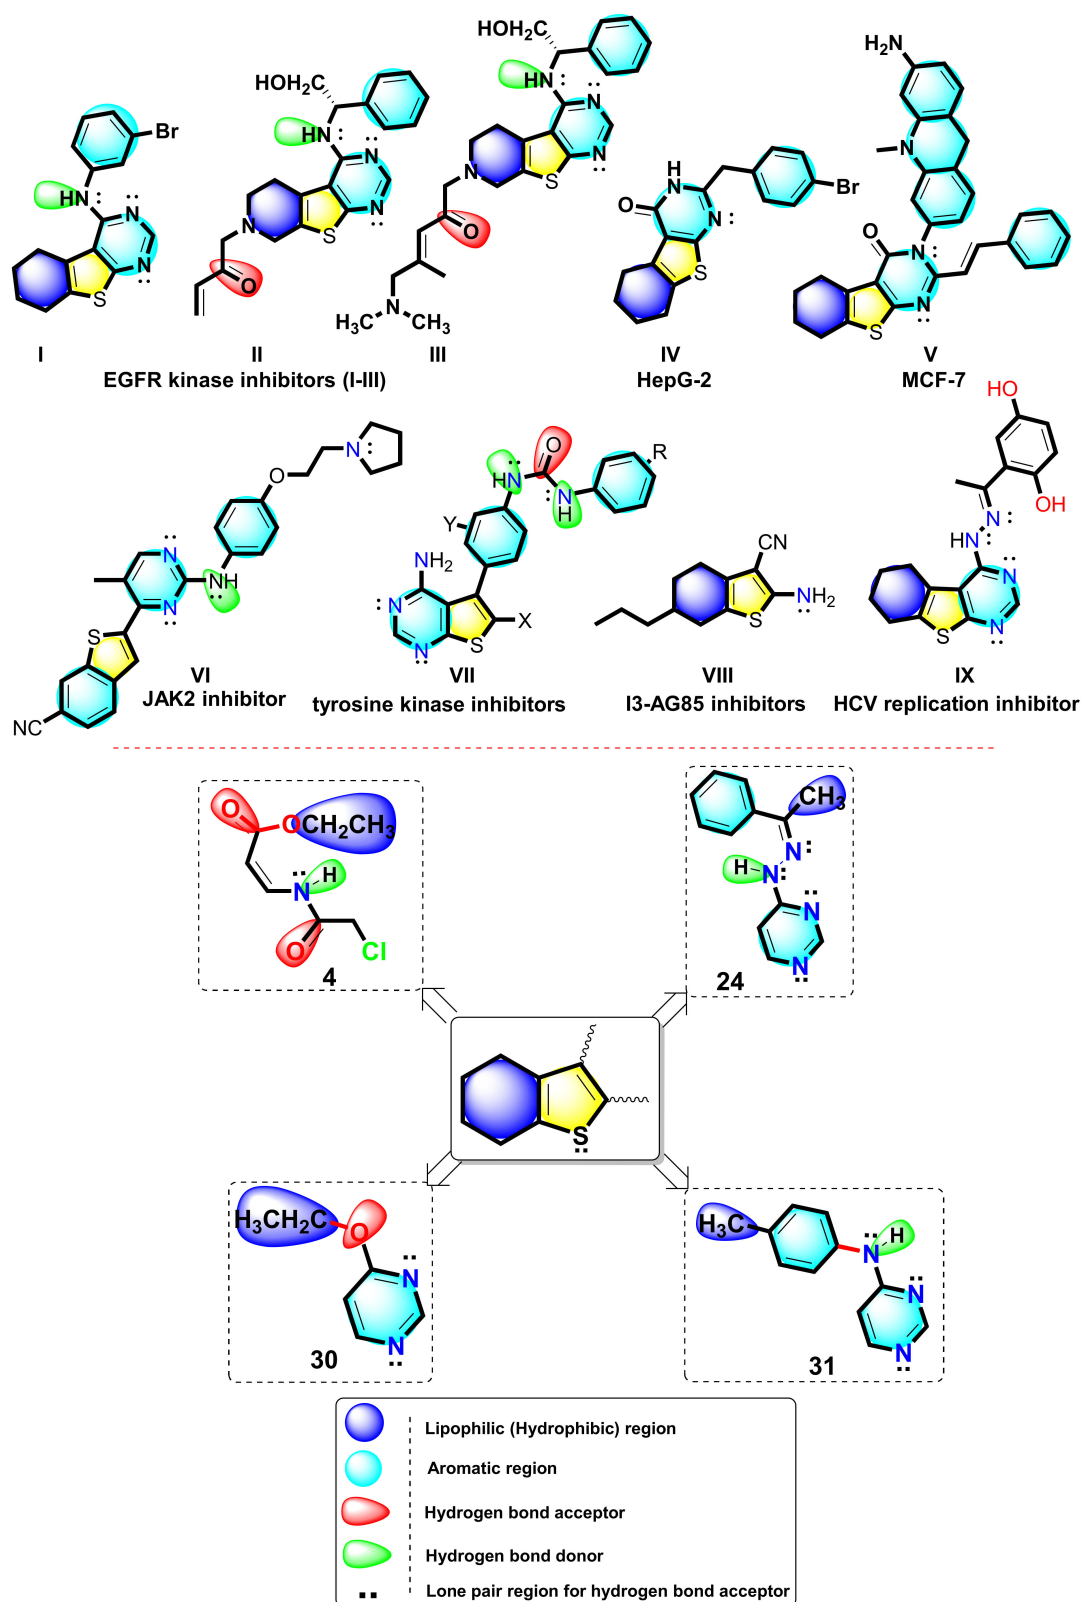 HOH2C
HN
N
N
N
S
O
H3C
N
CH3
III
HOH2C
HN
N
N
N
S
O
II
Br
HN
N
N
S
I
EGFR kinase inhibitors (I-III)
H
N
O
N
S
Br
IV
HepG-2
H2N
N
O
N
N
S
V
MCF-7
N
O
N
NH
N
S
NC
VI
JAK2 inhibitor
O
HN
N
H
R
Y
NH2
N
N
S
X
VII
tyrosine kinase inhibitors
CN
NH2
S
VIII
I3-AG85 inhibitors
HO
OH
N
HN
N
N
S
IX
HCV replication inhibitor
O
OCH2CH3
N
H
O
Cl
4
CH3
N
H
N
N
N
24
S
H3CH2C
O
N
N
30
H3C
N
H
N
N
31
Lipophilic (Hydrophibic) region
Aromatic region
Hydrogen bond acceptor
Hydrogen bond donor
Lone pair region for hydrogen bond acceptor